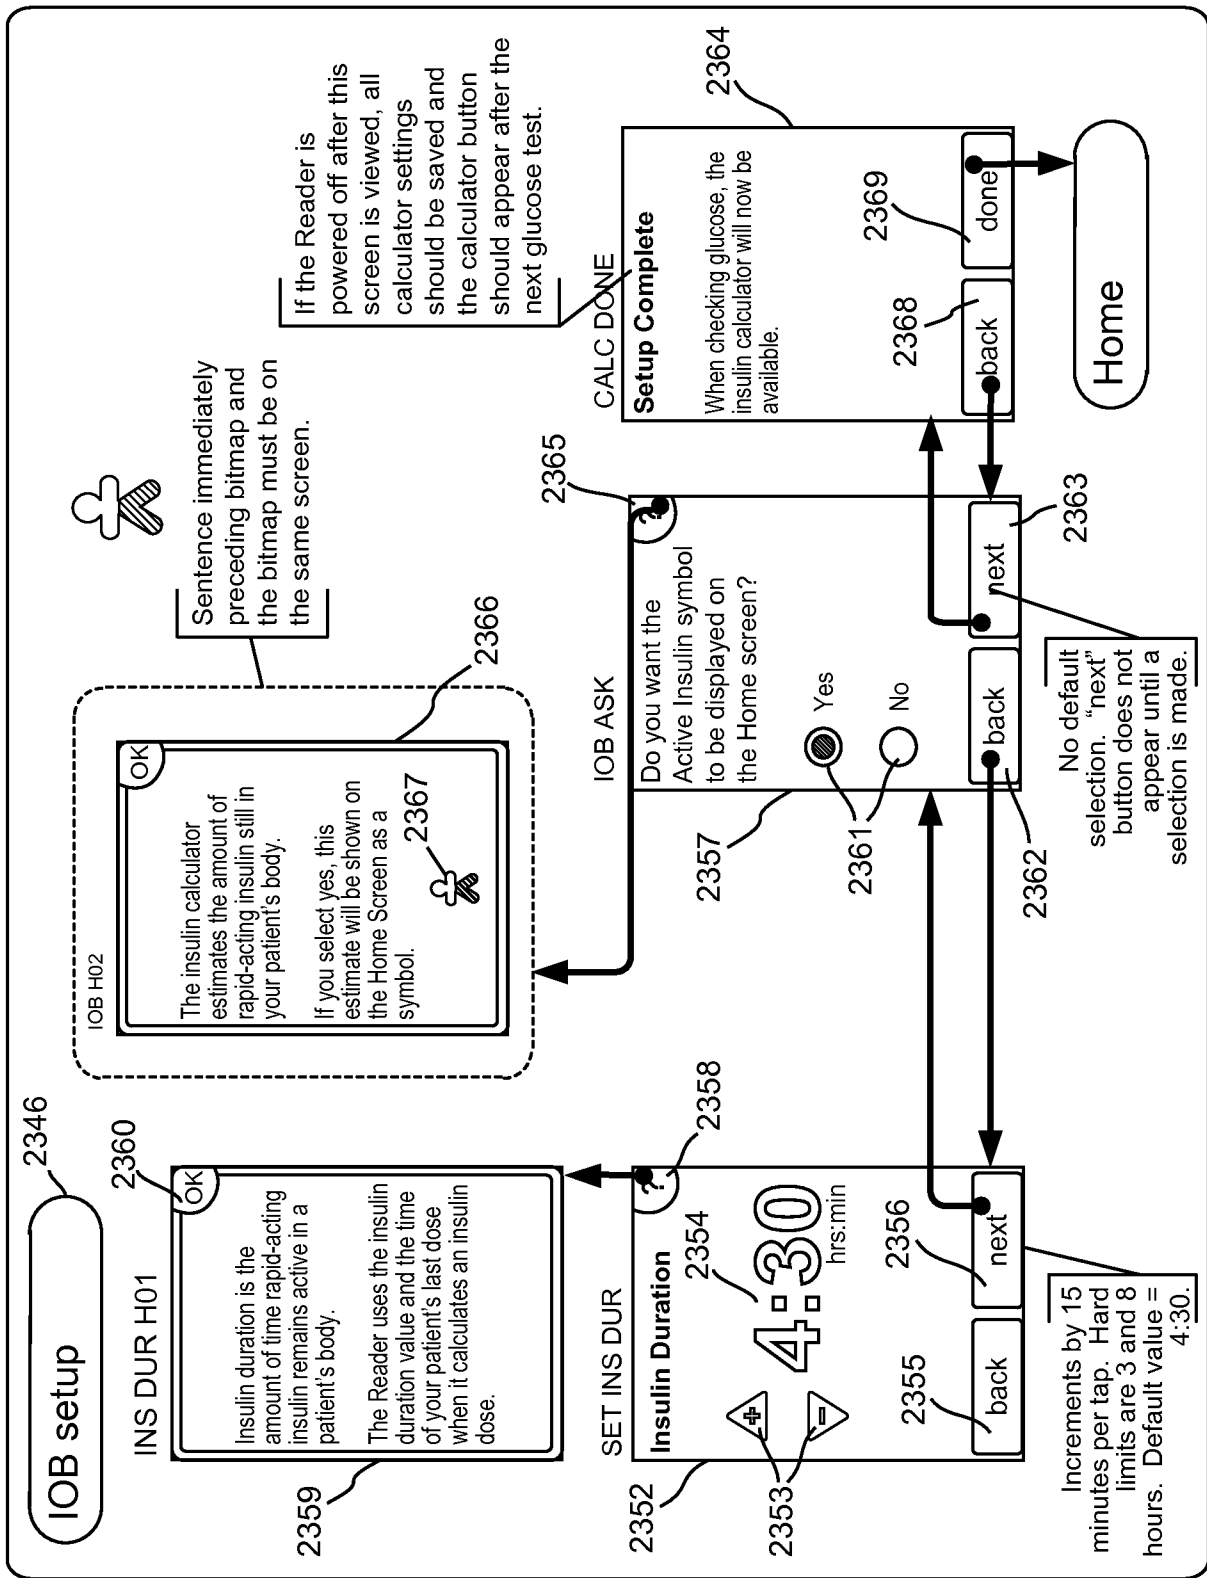 IOB setup
2346
INS DUR H01
2360
OK
Insulin duration is the
amount of time rapid-acting
insulin remains active in a
patient's body.
The Reader uses the insulin
duration value and the time
of your patient's last dose
when it calculates an insulin
dose.
2359
IOB H02
OK
The insulin calculator
estimates the amount of
rapid-acting insulin still in
your patient's body.
If you select yes, this
estimate will be shown on
the Home Screen as a
symbol.
2367
2366
Sentence immediately
preceding bitmap and
the bitmap must be on
the same screen.
If the Reader is
powered off after this
screen is viewed, all
calculator settings
should be saved and
the calculator button
should appear after the
next glucose test.
SET INS DUR
2352
Insulin Duration
?
2358
2353
+
-
2354
4:30
hrs:min
2355
back
2356
next
Increments by 15
minutes per tap. Hard
limits are 3 and 8
hours. Default value =
4:30.
IOB ASK
2357
Do you want the
Active Insulin symbol
to be displayed on
the Home screen?
?
2365
2361
Yes
No
2362
back
next
2363
No default
selection. “next”
button does not
appear until a
selection is made.
CALC DONE
2364
Setup Complete
When checking glucose, the
insulin calculator will now be
available.
2368
2369
back
done
Home